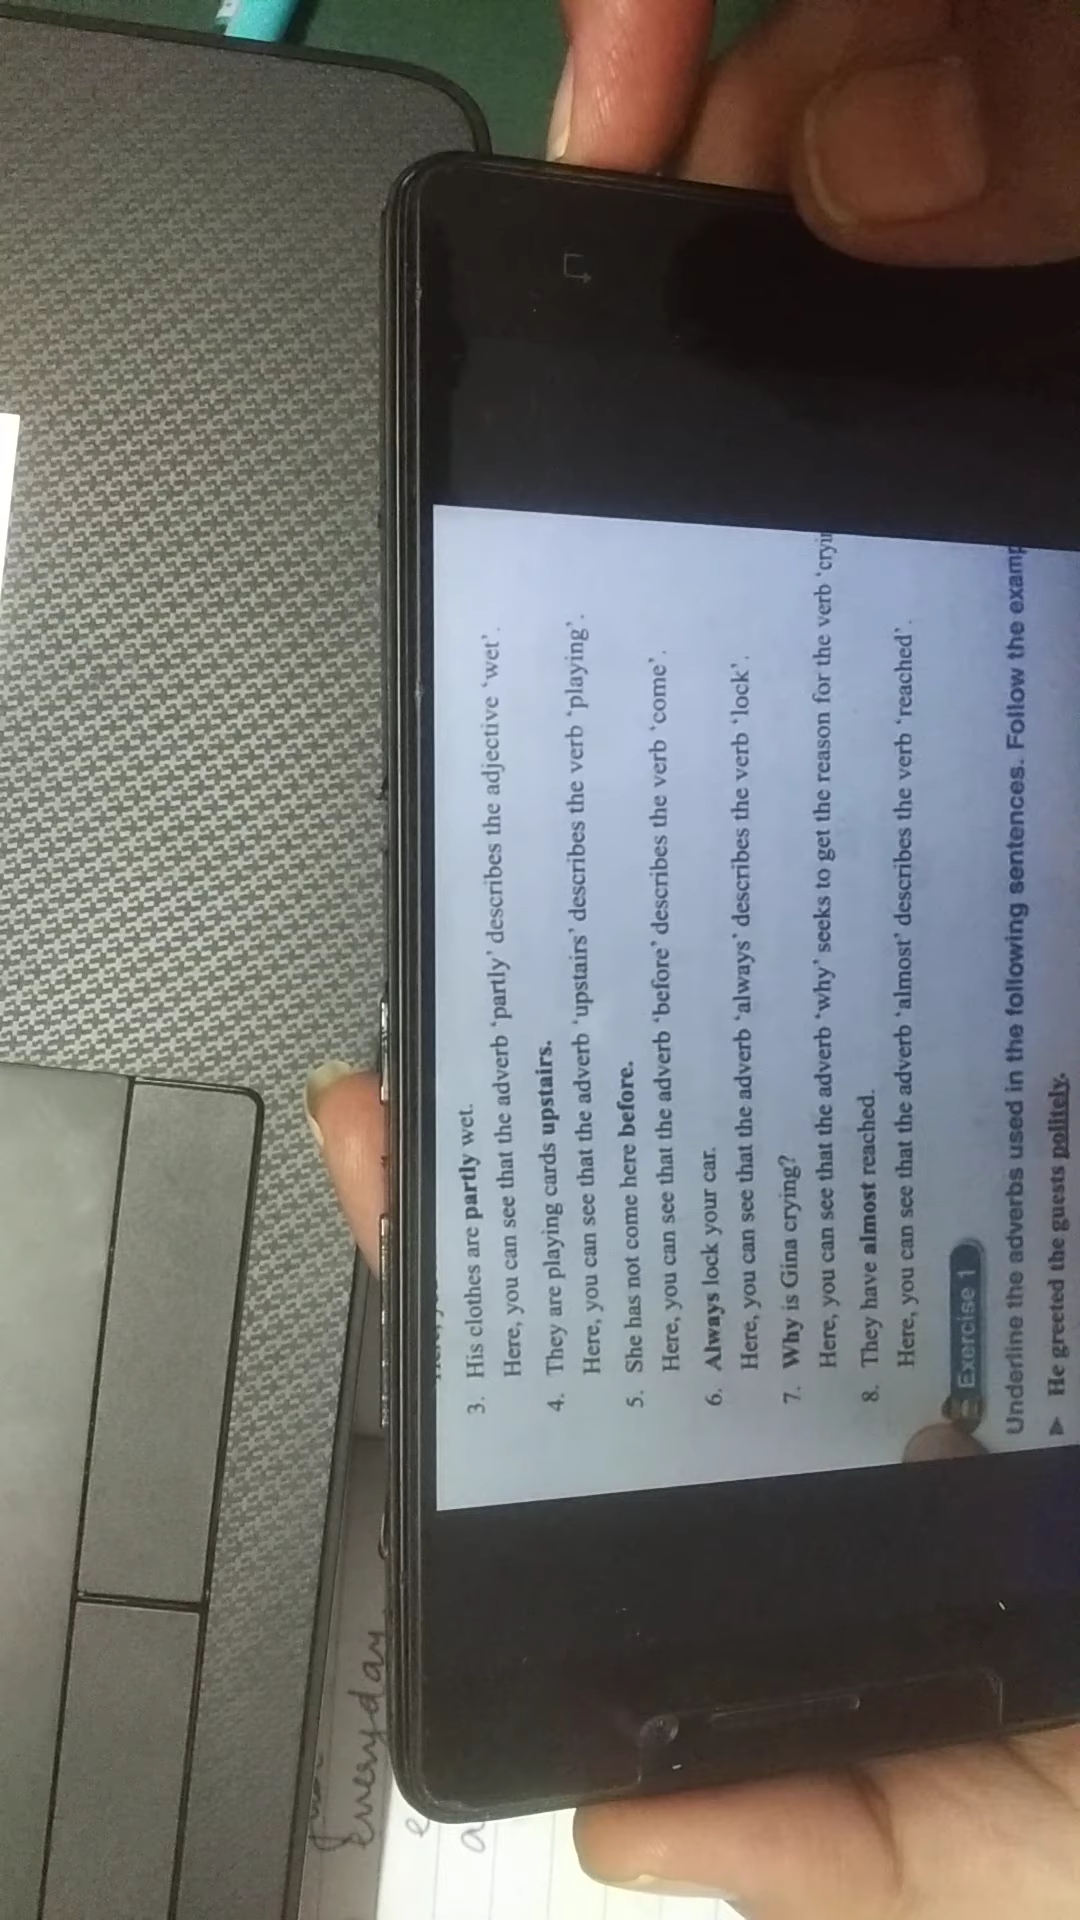 3. His clothes are partly wet.
Here, you can see that the adverb ‘partly’ describes the adjective ‘wet’.
4. They are playing cards upstairs.
Here, you can see that the adverb ‘upstairs’ describes the verb ‘playing’.
5. She has not come here before.
Here, you can see that the adverb ‘before’ describes the verb ‘come’.
6. Always lock your car.
Here, you can see that the adverb ‘always’ describes the verb ‘lock’.
7. Why is Gina crying?
Here, you can see that the adverb ‘why’ seeks to get the reason for the verb ‘cryi
8. They have almost reached.
Here, you can see that the adverb ‘almost’ describes the verb ‘reached’.
Exercise 1
Underline the adverbs used in the following sentences. Follow the examp
► He greeted the guests politely.
everyday